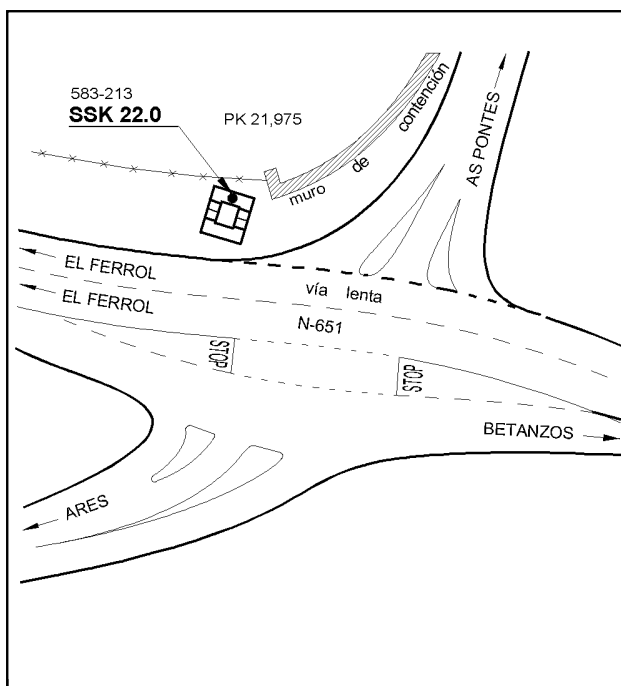 583-213
SSK 22.0
PK 21,975
muro de contención
AS PONTES
EL FERROL
EL FERROL
vía lenta
N-651
STOP
STOP
BETANZOS
ARES